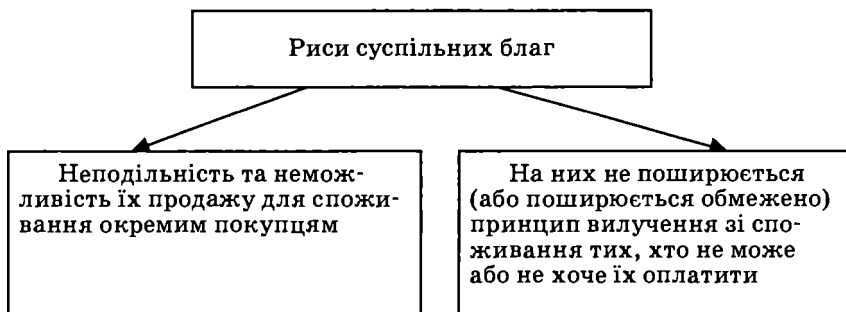 Риси суспільних благ
Неподільність та немож-
ливість їх продажу для спожи-
вання окремим покупцям
На них не поширюється
(або поширюється обмежено)
принцип вилучення зі спо-
живання тих, хто не може
або не хоче їх оплатити